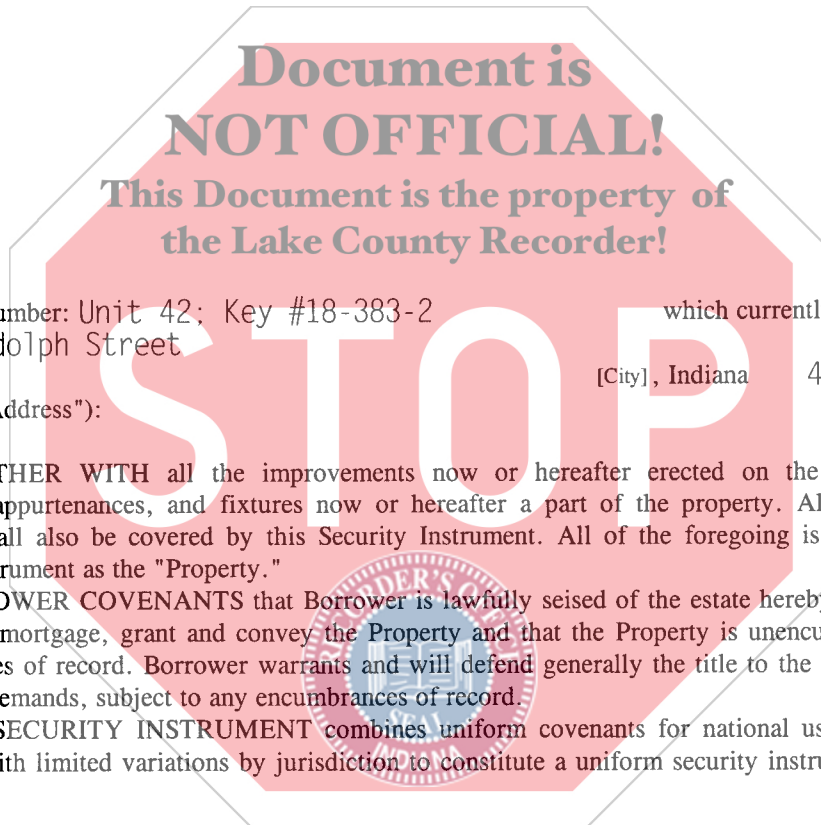 Document is
NOT OFFICIAL!
This Document is the property of
the Lake County Recorder!
umber: Unit 42; Key #18-383-2 which currentl
dolph Street
[City], Indiana 4
Address"):
STOP
THER WITH all the improvements now or hereafter erected on the
appurtenances, and fixtures now or hereafter a part of the property. Al
all also be covered by this Security Instrument. All of the foregoing is
rument as the "Property."
OWER COVENANTS that Borrower is lawfully seised of the estate hereby
mortgage, grant and convey the Property and that the Property is unencu
es of record. Borrower warrants and will defend generally the title to the
emands, subject to any encumbrances of record.
SECURITY INSTRUMENT combines uniform covenants for national us
ith limited variations by jurisdiction to constitute a uniform security instru
RECORDER'S OFFI
SEAL
INDIANA